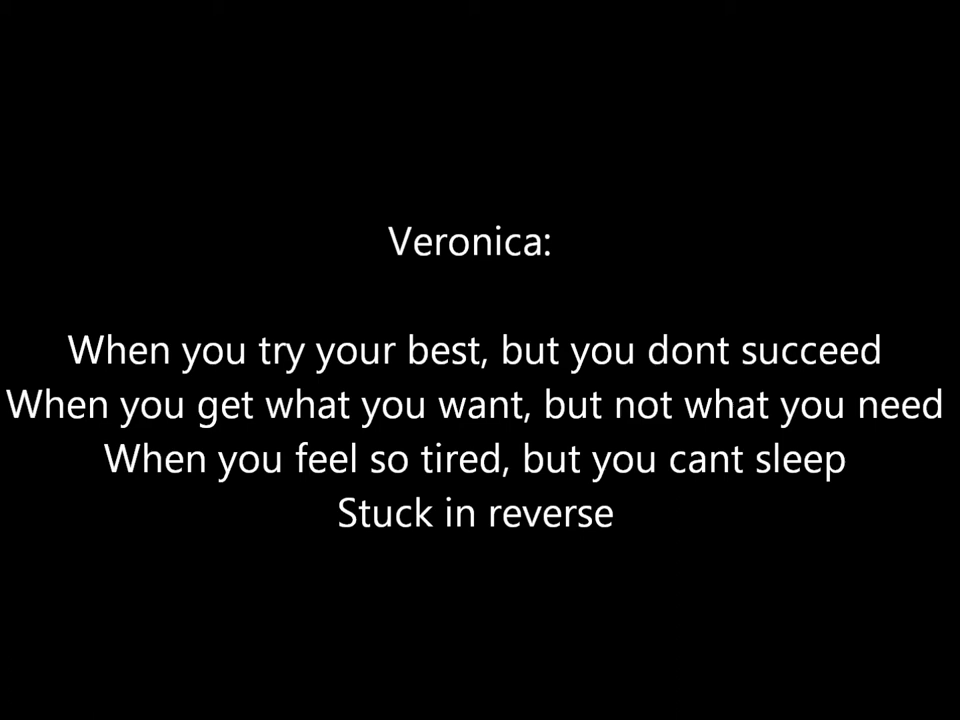 Veronica:
When you try your best, but you dont succeed
When you get what you want, but not what you need
When you feel so tired, but you cant sleep
Stuck in reverse